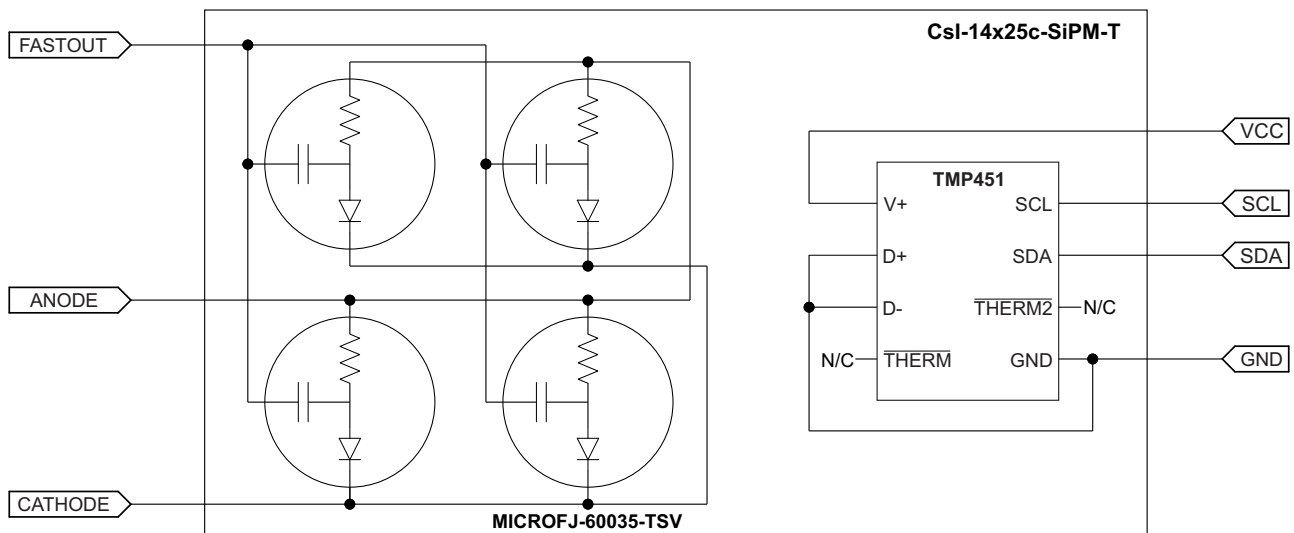 CsI-14x25c-SiPM-T
FASTOUT
VCC
TMP451
V+ SCL
SCL
D+ SDA
SDA
ANODE
D- THERM2 N/C
N/C THERM GND
GND
CATHODE
MICROFJ-60035-TSV